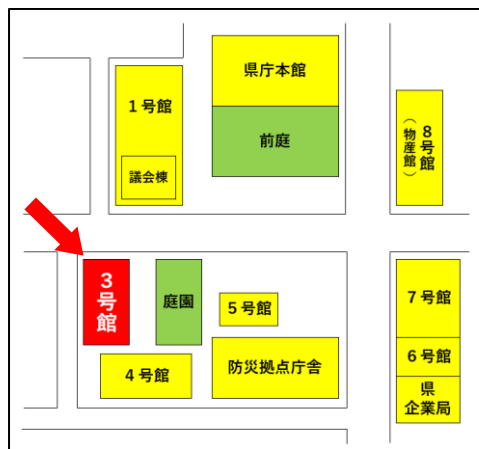 県庁本館
1号館
議会棟
前庭
8号館
（物産館）
3号館
庭園
5号館
7号館
4号館
防災拠点庁舎
6号館
県
企業局